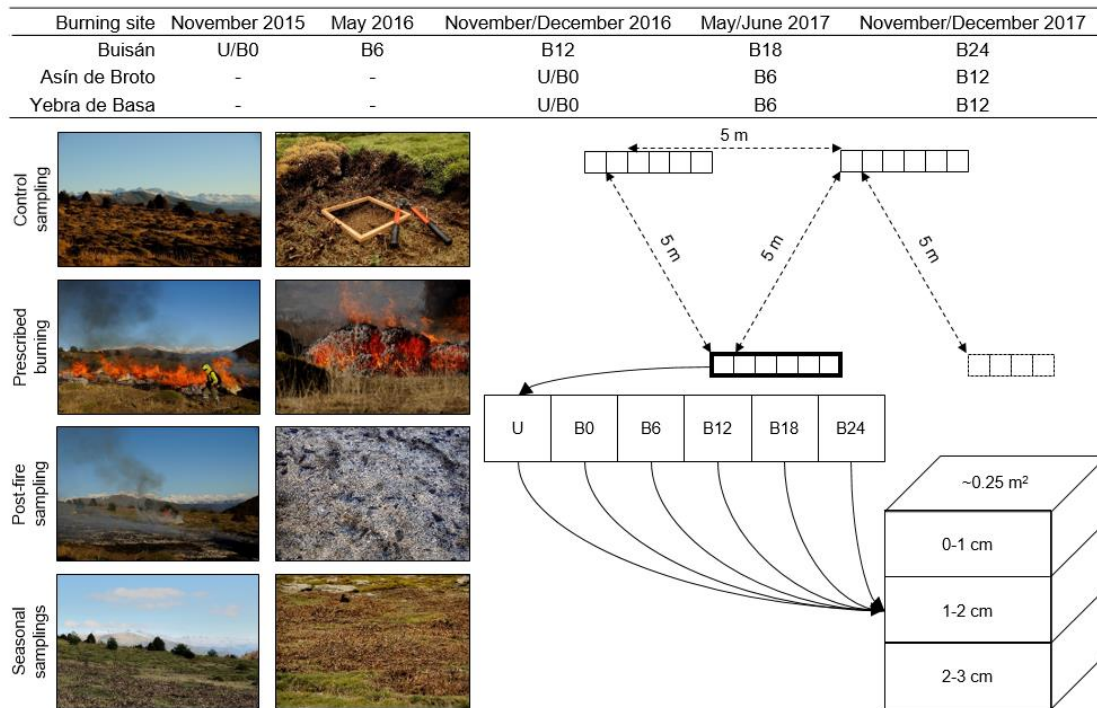 Burning site November 2015 May 2016 November/December 2016 May/June 2017 November/December 2017
Buisán U/B0 B6 B12 B18 B24
Asín de Broto - - U/B0 B6 B12
Yebra de Basa - - U/B0 B6 B12
Control
sampling
Prescribed
burning
Post-fire
sampling
Seasonal
samplings
5 m
5 m
5 m
5 m
U B0 B6 B12 B18 B24
~0.25 m²
0-1 cm
1-2 cm
2-3 cm